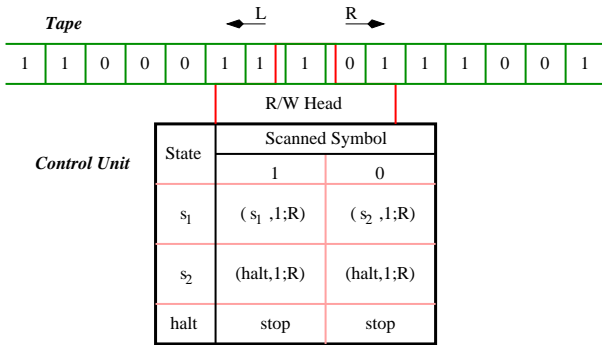 L R
Tape
1 1 0 0 0 1 1 1 0 1 1 1 0 0 1
R/W Head
State Scanned Symbol
Control Unit
1 0
s1 (s1,1;R) (s2,1;R)
s2 (halt,1;R) (halt,1;R)
halt stop stop